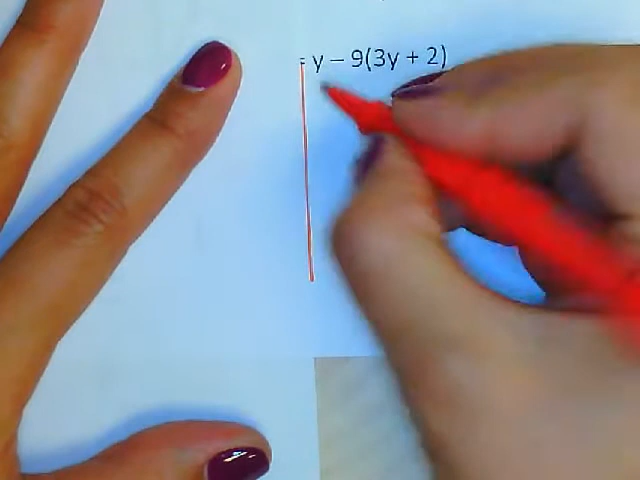 = y – 9(3y + 2)